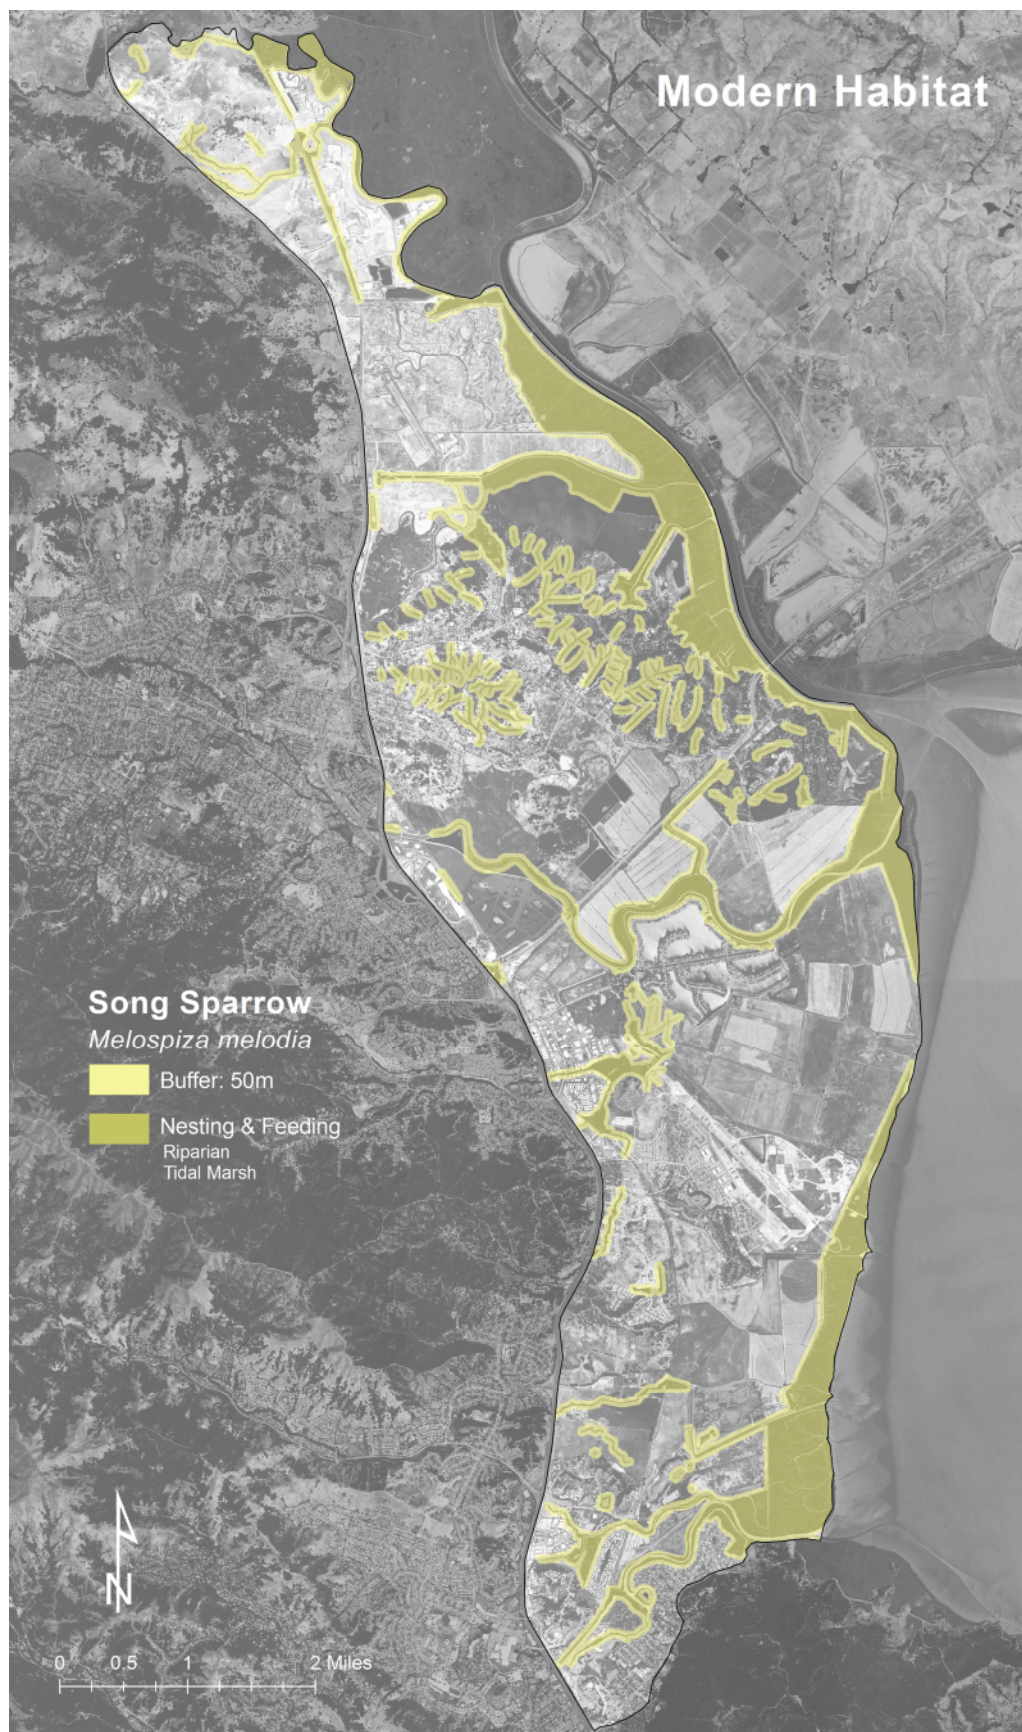 Modern Habitat
Song Sparrow
Melospiza melodia
Buffer: 50m
Nesting & Feeding
Riparian
Tidal Marsh
N
0 0.5 1 2 Miles